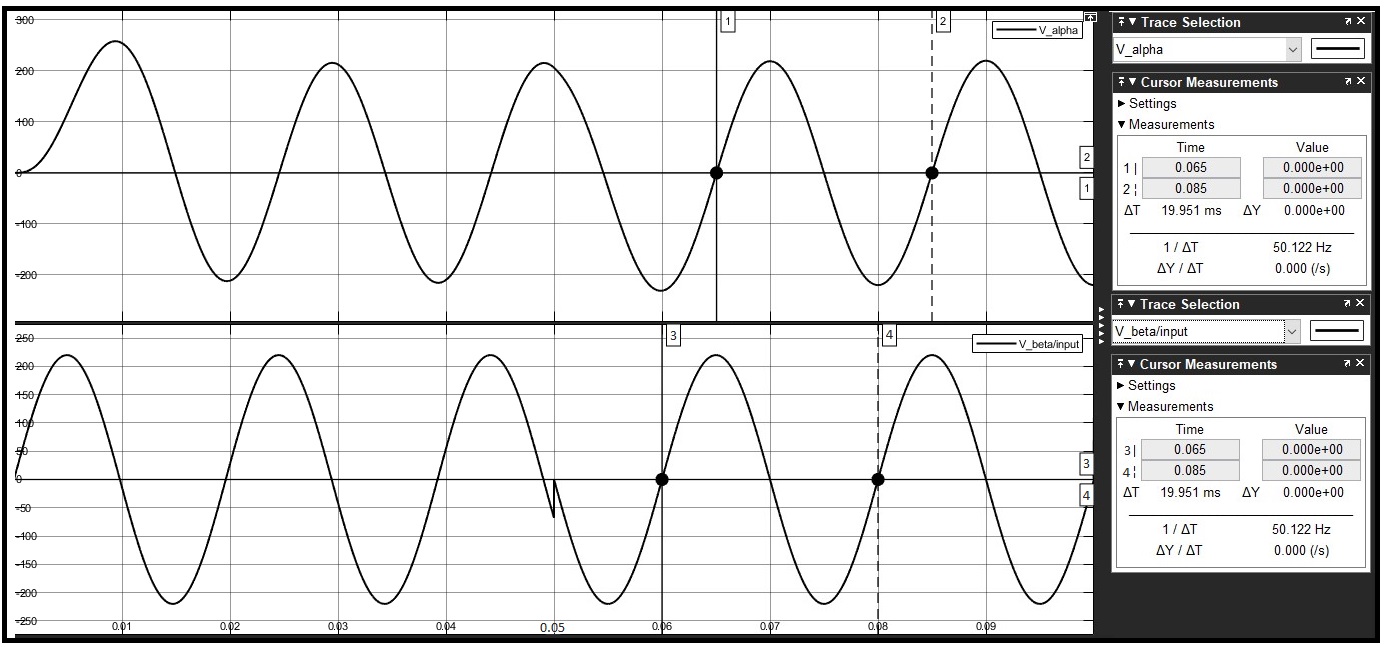 300
200
100
0
-100
-200
1
2
V_alpha
2
1
250
200
150
100
50
0
-50
-100
-150
-200
-250
3
4
V_beta/input
3
4
0.01 0.02 0.03 0.04 0.05 0.06 0.07 0.08 0.09
Trace Selection
V_alpha
Cursor Measurements
Settings
Measurements
Time Value
1 | 0.065 0.000e+00
2 ¦ 0.085 0.000e+00
ΔT 19.951 ms ΔY 0.000e+00
1 / ΔT 50.122 Hz
ΔY / ΔT 0.000 (/s)
Trace Selection
V_beta/input
Cursor Measurements
Settings
Measurements
Time Value
3 | 0.065 0.000e+00
4 ¦ 0.085 0.000e+00
ΔT 19.951 ms ΔY 0.000e+00
1 / ΔT 50.122 Hz
ΔY / ΔT 0.000 (/s)